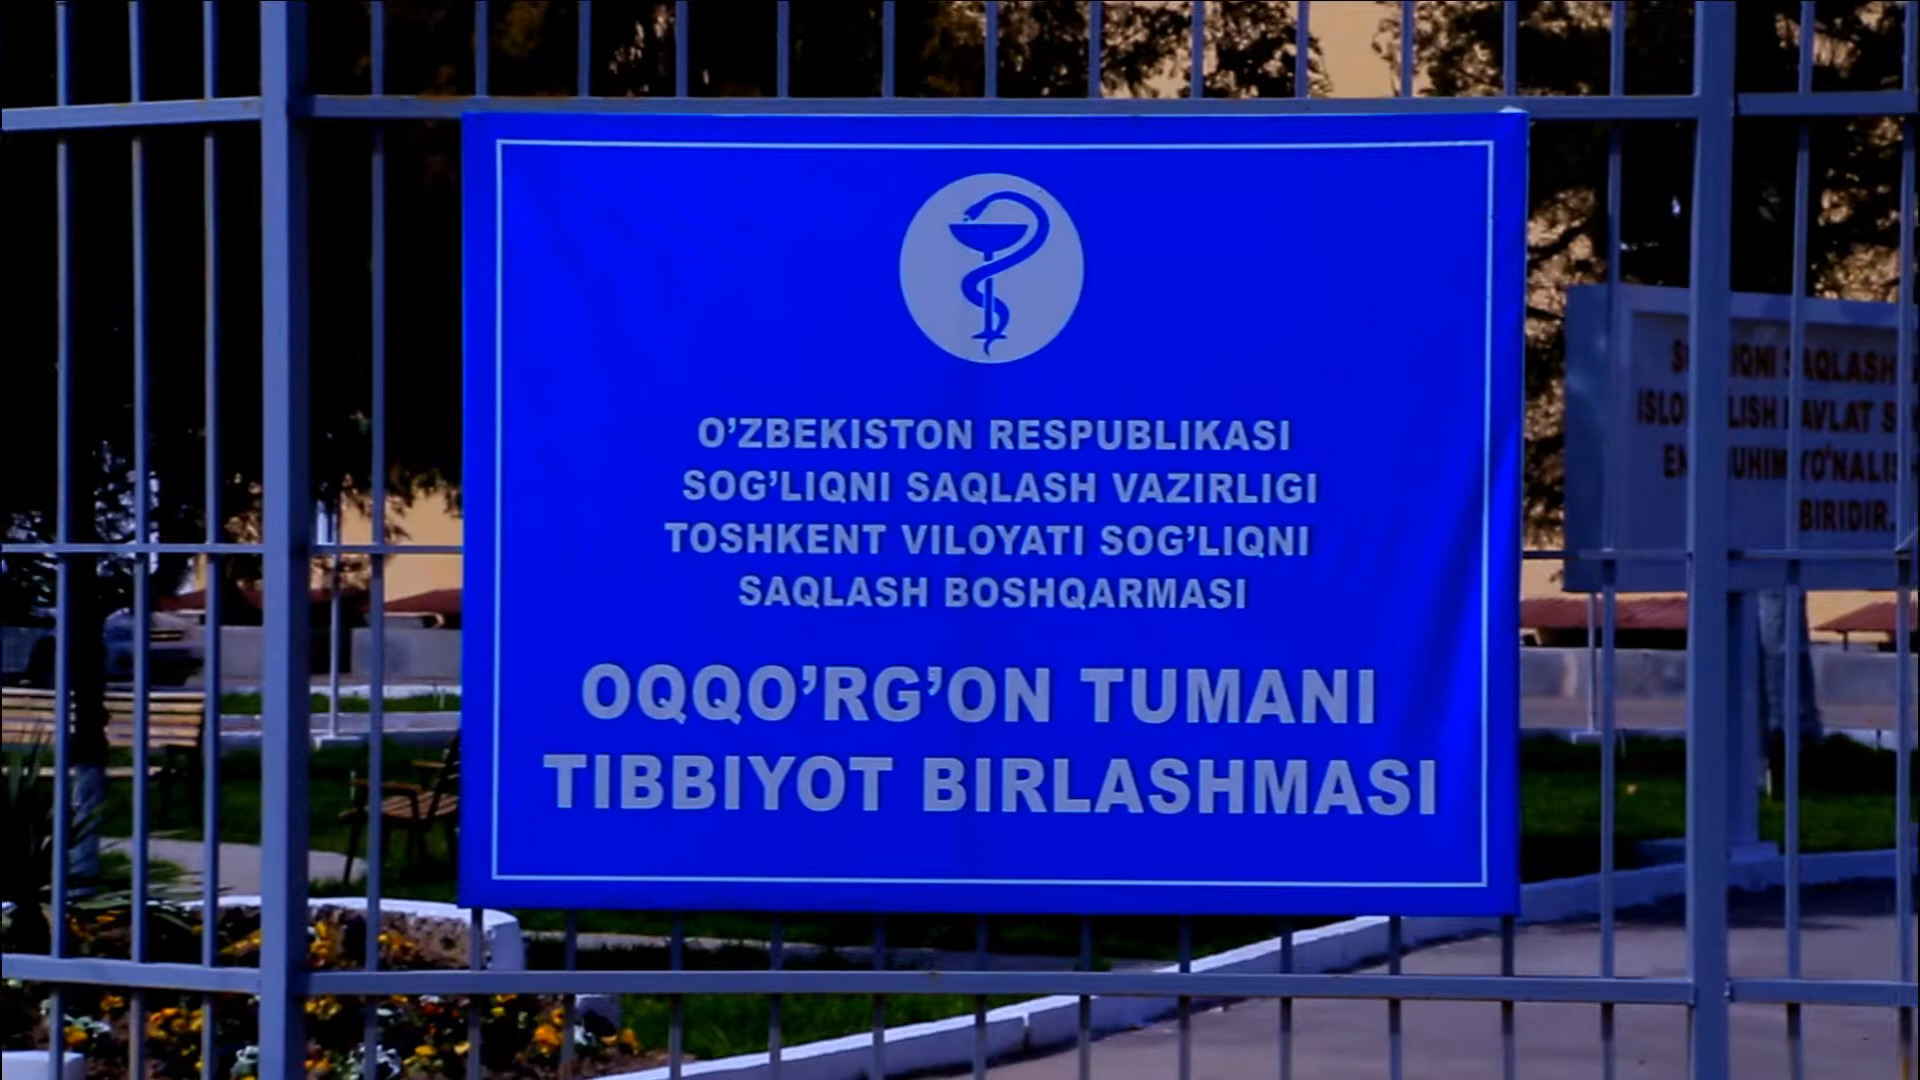 O'ZBEKISTON RESPUBLIKASI
SOG'LIQNI SAQLASH VAZIRLIGI
TOSHKENT VILOYATI SOG'LIQNI
SAQLASH BOSHQARMASI
OQQO'RG'ON TUMANI
TIBBIYOT BIRLASHMASI
BIRIDIR.